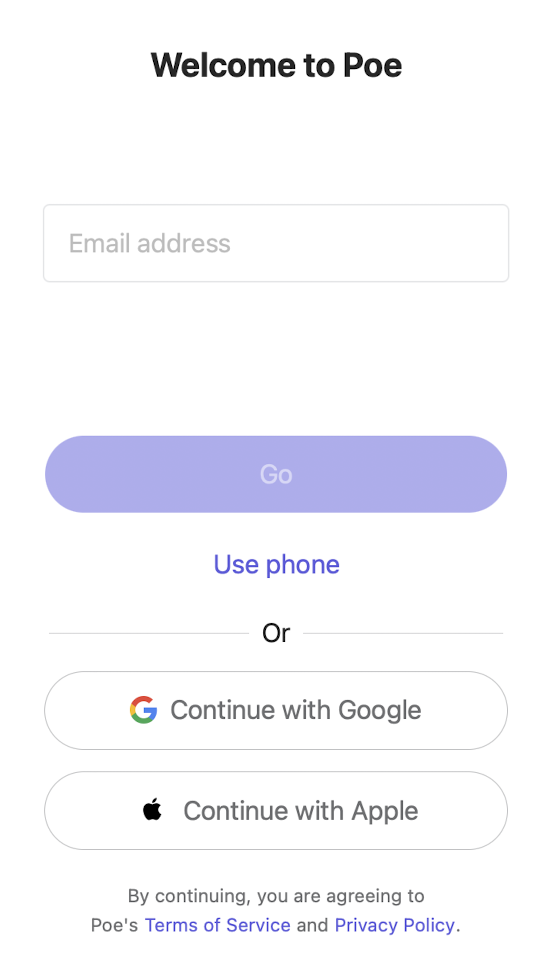 Welcome to Poe
Email address
Go
Use phone
Or
Continue with Google
Continue with Apple
By continuing, you are agreeing to
Poe's Terms of Service and Privacy Policy.